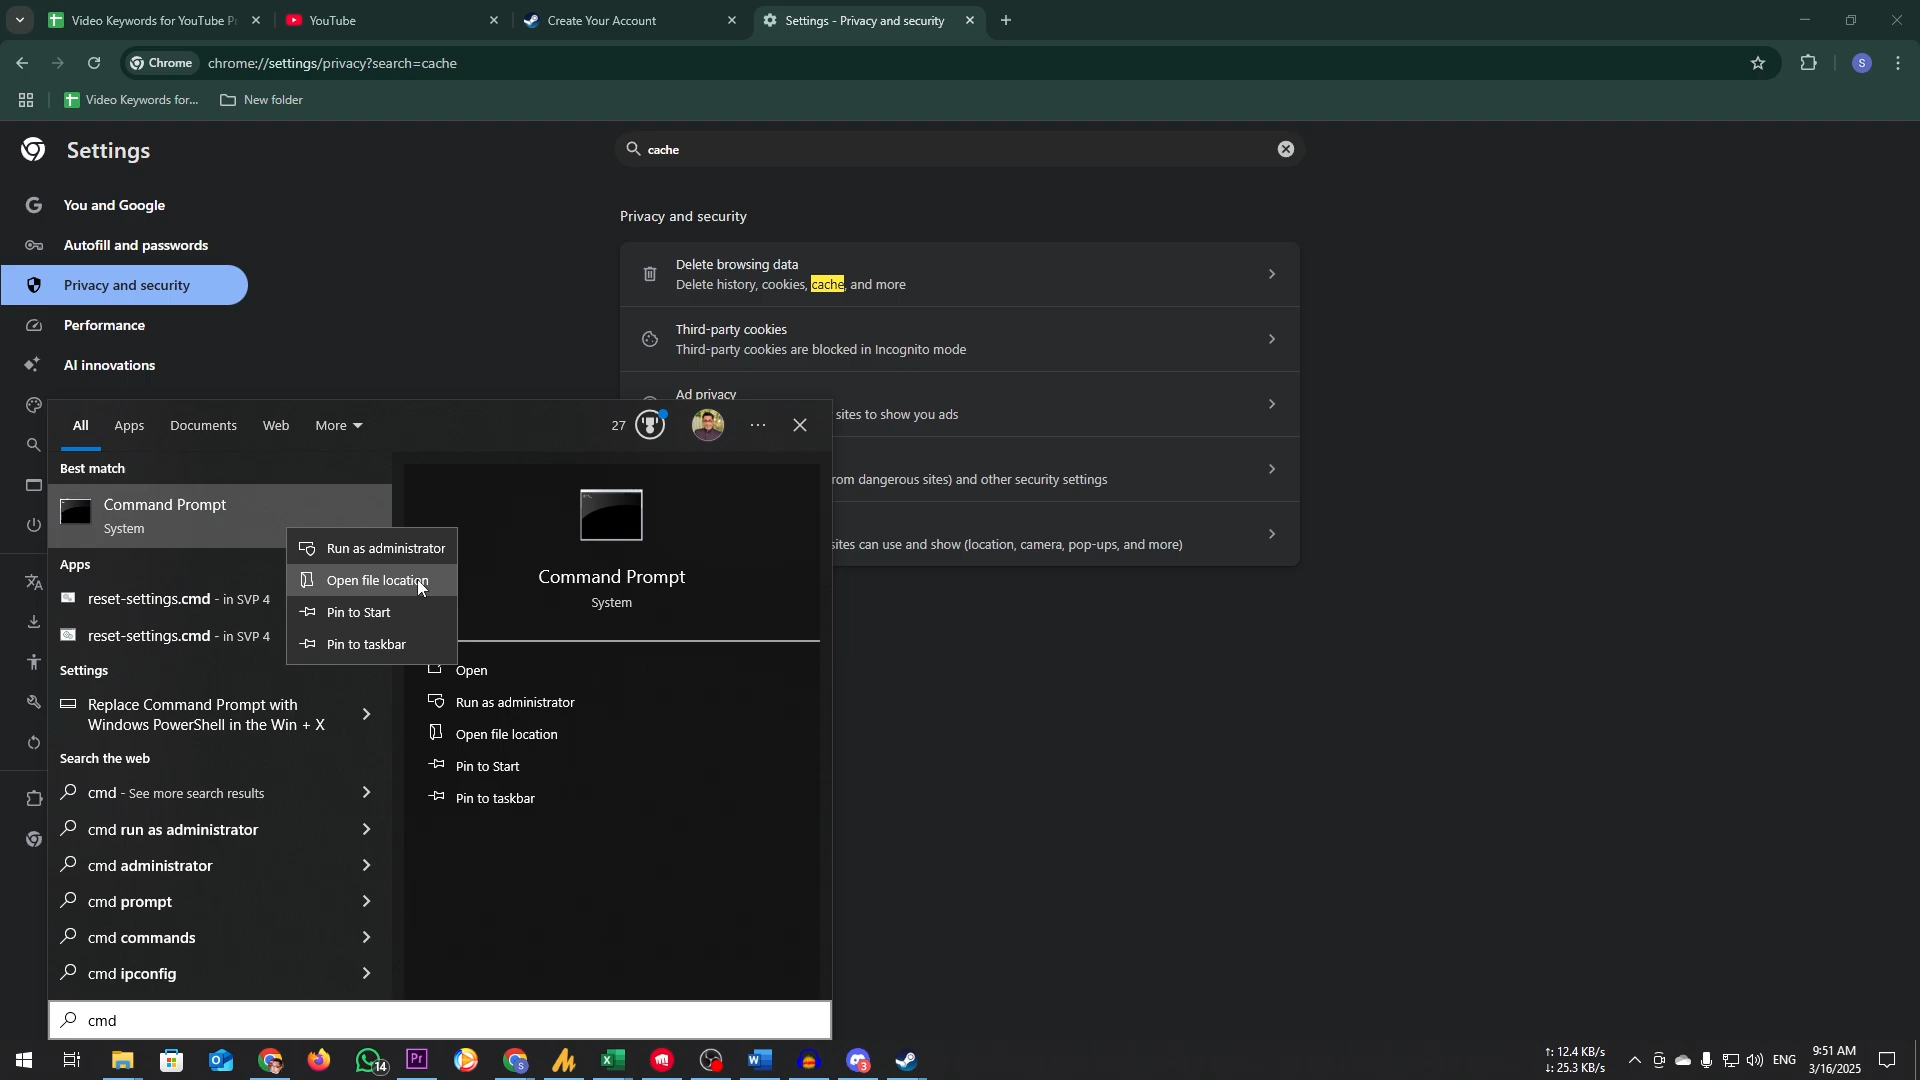 Video Keywords for YouTube Pr
YouTube
Create Your Account
Settings - Privacy and security
Chrome
chrome://settings/privacy?search=cache
S
Video Keywords for...
New folder
Settings
cache
You and Google
Autofill and passwords
Privacy and security
Performance
AI innovations
Privacy and security
Delete browsing data
Delete history, cookies, cache, and more
Third-party cookies
Third-party cookies are blocked in Incognito mode
Ad privacy
sites to show you ads
rom dangerous sites) and other security settings
sites can use and show (location, camera, pop-ups, and more)
All
Apps
Documents
Web
More
27
Best match
Command Prompt
System
Apps
reset-settings.cmd - in SVP 4
reset-settings.cmd - in SVP 4
Settings
Replace Command Prompt with
Windows PowerShell in the Win + X
Search the web
cmd - See more search results
cmd run as administrator
cmd administrator
cmd prompt
cmd commands
cmd ipconfig
Run as administrator
Open file location
Pin to Start
Pin to taskbar
Command Prompt
System
Open
Run as administrator
Open file location
Pin to Start
Pin to taskbar
cmd
14
Pr
S
3
↑: 12.4 KB/s
↓: 25.3 KB/s
ENG
9:51 AM
3/16/2025